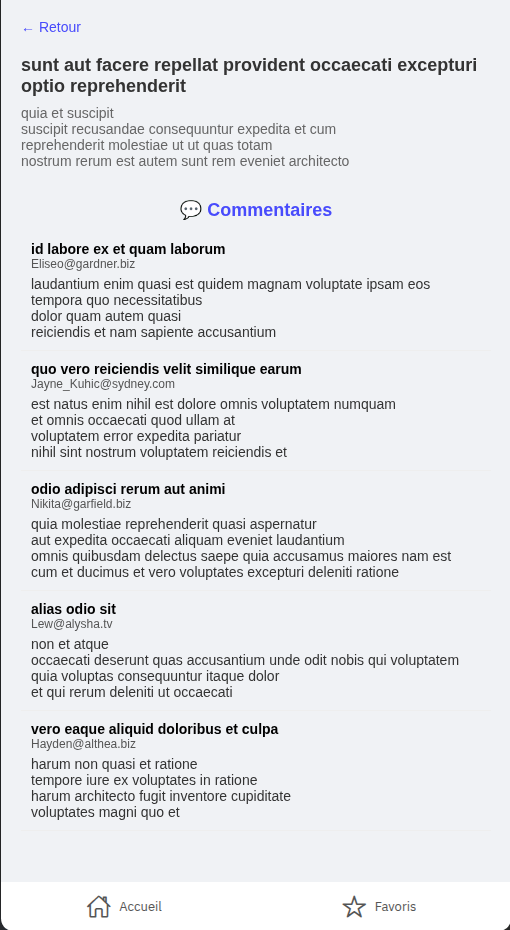 ← Retour
sunt aut facere repellat provident occaecati excepturi
optio reprehenderit
quia et suscipit
suscipit recusandae consequuntur expedita et cum
reprehenderit molestiae ut ut quas totam
nostrum rerum est autem sunt rem eveniet architecto
💬 Commentaires
id labore ex et quam laborum
Eliseo@gardner.biz
laudantium enim quasi est quidem magnam voluptate ipsam eos
tempora quo necessitatibus
dolor quam autem quasi
reiciendis et nam sapiente accusantium
quo vero reiciendis velit similique earum
Jayne_Kuhic@sydney.com
est natus enim nihil est dolore omnis voluptatem numquam
et omnis occaecati quod ullam at
voluptatem error expedita pariatur
nihil sint nostrum voluptatem reiciendis et
odio adipisci rerum aut animi
Nikita@garfield.biz
quia molestiae reprehenderit quasi aspernatur
aut expedita occaecati aliquam eveniet laudantium
omnis quibusdam delectus saepe quia accusamus maiores nam est
cum et ducimus et vero voluptates excepturi deleniti ratione
alias odio sit
Lew@alysha.tv
non et atque
occaecati deserunt quas accusantium unde odit nobis qui voluptatem
quia voluptas consequuntur itaque dolor
et qui rerum deleniti ut occaecati
vero eaque aliquid doloribus et culpa
Hayden@althea.biz
harum non quasi et ratione
tempore iure ex voluptates in ratione
harum architecto fugit inventore cupiditate
voluptates magni quo et
Accueil
Favoris